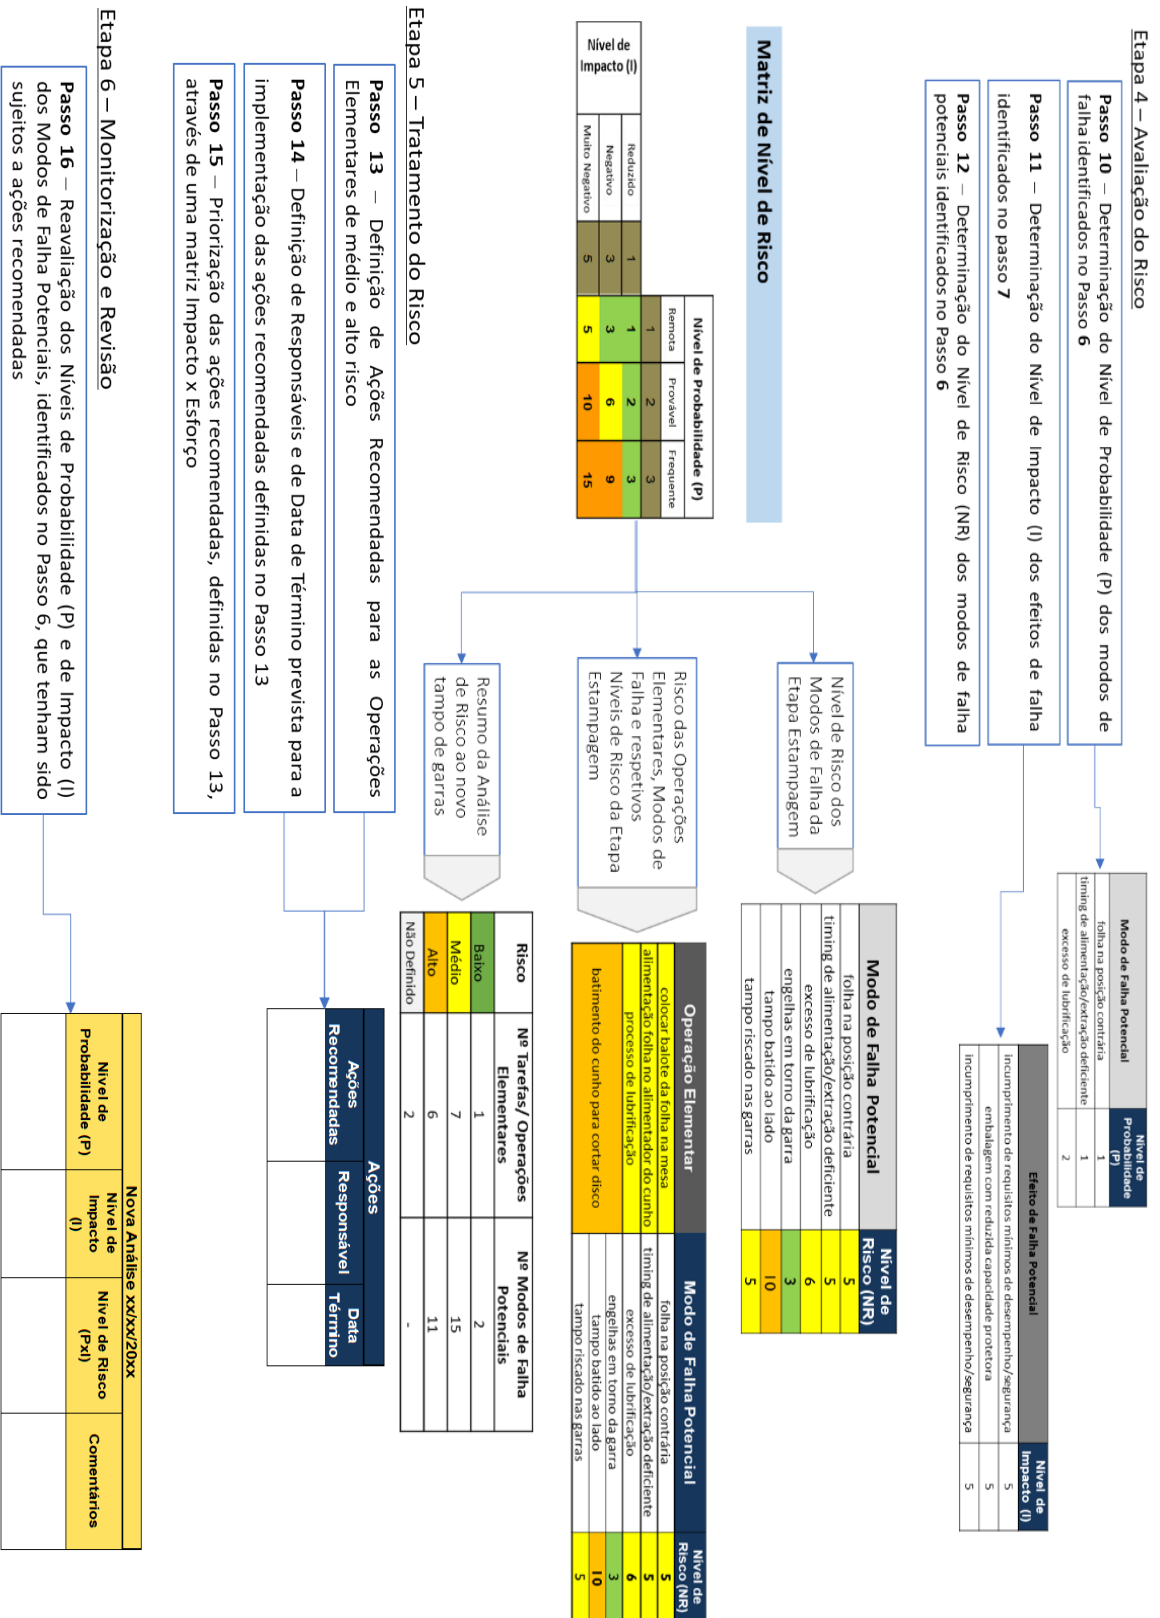 Etapa 4 – Avaliação do Risco
Passo 10 – Determinação do Nível de Probabilidade (P) dos modos de
falha identificados no Passo 6
Passo 11 – Determinação do Nível de Impacto (I) dos efeitos de falha
identificados no passo 7
Passo 12 – Determinação do Nível de Risco (NR) dos modos de falha
potenciais identificados no Passo 6
Modo de Falha Potencial
Nível de
Probabilidade
(P)
folha na posição contrária 1
timing de alimentação/extração deficiente 1
excesso de lubrificação 2
Efeito de Falha Potencial
Nível de
Impacto (I)
incumprimento de requisitos mínimos de desempenho/segurança 5
embalagem com reduzida capacidade protetora 5
incumprimento de requisitos mínimos de desempenho/segurança 5
Matriz de Nível de Risco
Nível de Probabilidade (P)
Remota Provável Frequente
1 2 3
Nível de
Impacto (I)
Reduzido 1 1 2 3
Negativo 3 3 6 9
Muito Negativo 5 5 10 15
Nível de Risco dos
Modos de Falha da
Etapa Estampagem
Modo de Falha Potencial
Nível de
Risco (NR)
folha na posição contrária 5
timing de alimentação/extração deficiente 5
excesso de lubrificação 6
engelhas em torno da garra 3
tampo batido ao lado 10
tampo riscado nas garras 5
Risco das Operações
Elementares, Modos de
Falha e respetivos
Níveis de Risco da Etapa
Estampagem
Operação Elementar
Modo de Falha Potencial
Nível de
Risco (NR)
colocar balote da folha na mesa
folha na posição contrária 5
alimentação folha no alimentador do cunho
timing de alimentação/extração deficiente 5
processo de lubrificação
excesso de lubrificação 6
batimento do cunho para cortar disco
engelhas em torno da garra 3
tampo batido ao lado 10
tampo riscado nas garras 5
Resumo da Análise
de Risco ao novo
tampo de garras
Risco
Nº Tarefas/ Operações
Elementares
Nº Modos de Falha
Potenciais
Baixo 1 2
Médio 7 15
Alto 6 11
Não Definido 2 -
Etapa 5 – Tratamento do Risco
Passo 13 – Definição de Ações Recomendadas para as Operações
Elementares de médio e alto risco
Passo 14 – Definição de Responsáveis e de Data de Término prevista para a
implementação das ações recomendadas definidas no Passo 13
Passo 15 – Priorização das ações recomendadas, definidas no Passo 13,
através de uma matriz Impacto x Esforço
Ações
Ações
Recomendadas
Responsável
Data
Término
Etapa 6 – Monitorização e Revisão
Passo 16 – Reavaliação dos Níveis de Probabilidade (P) e de Impacto (I)
dos Modos de Falha Potenciais, identificados no Passo 6, que tenham sido
sujeitos a ações recomendadas
Nova Análise xx/xx/20xx
Nível de
Probabilidade (P)
Nível de
Impacto
(I)
Nível de Risco
(PxI)
Comentários